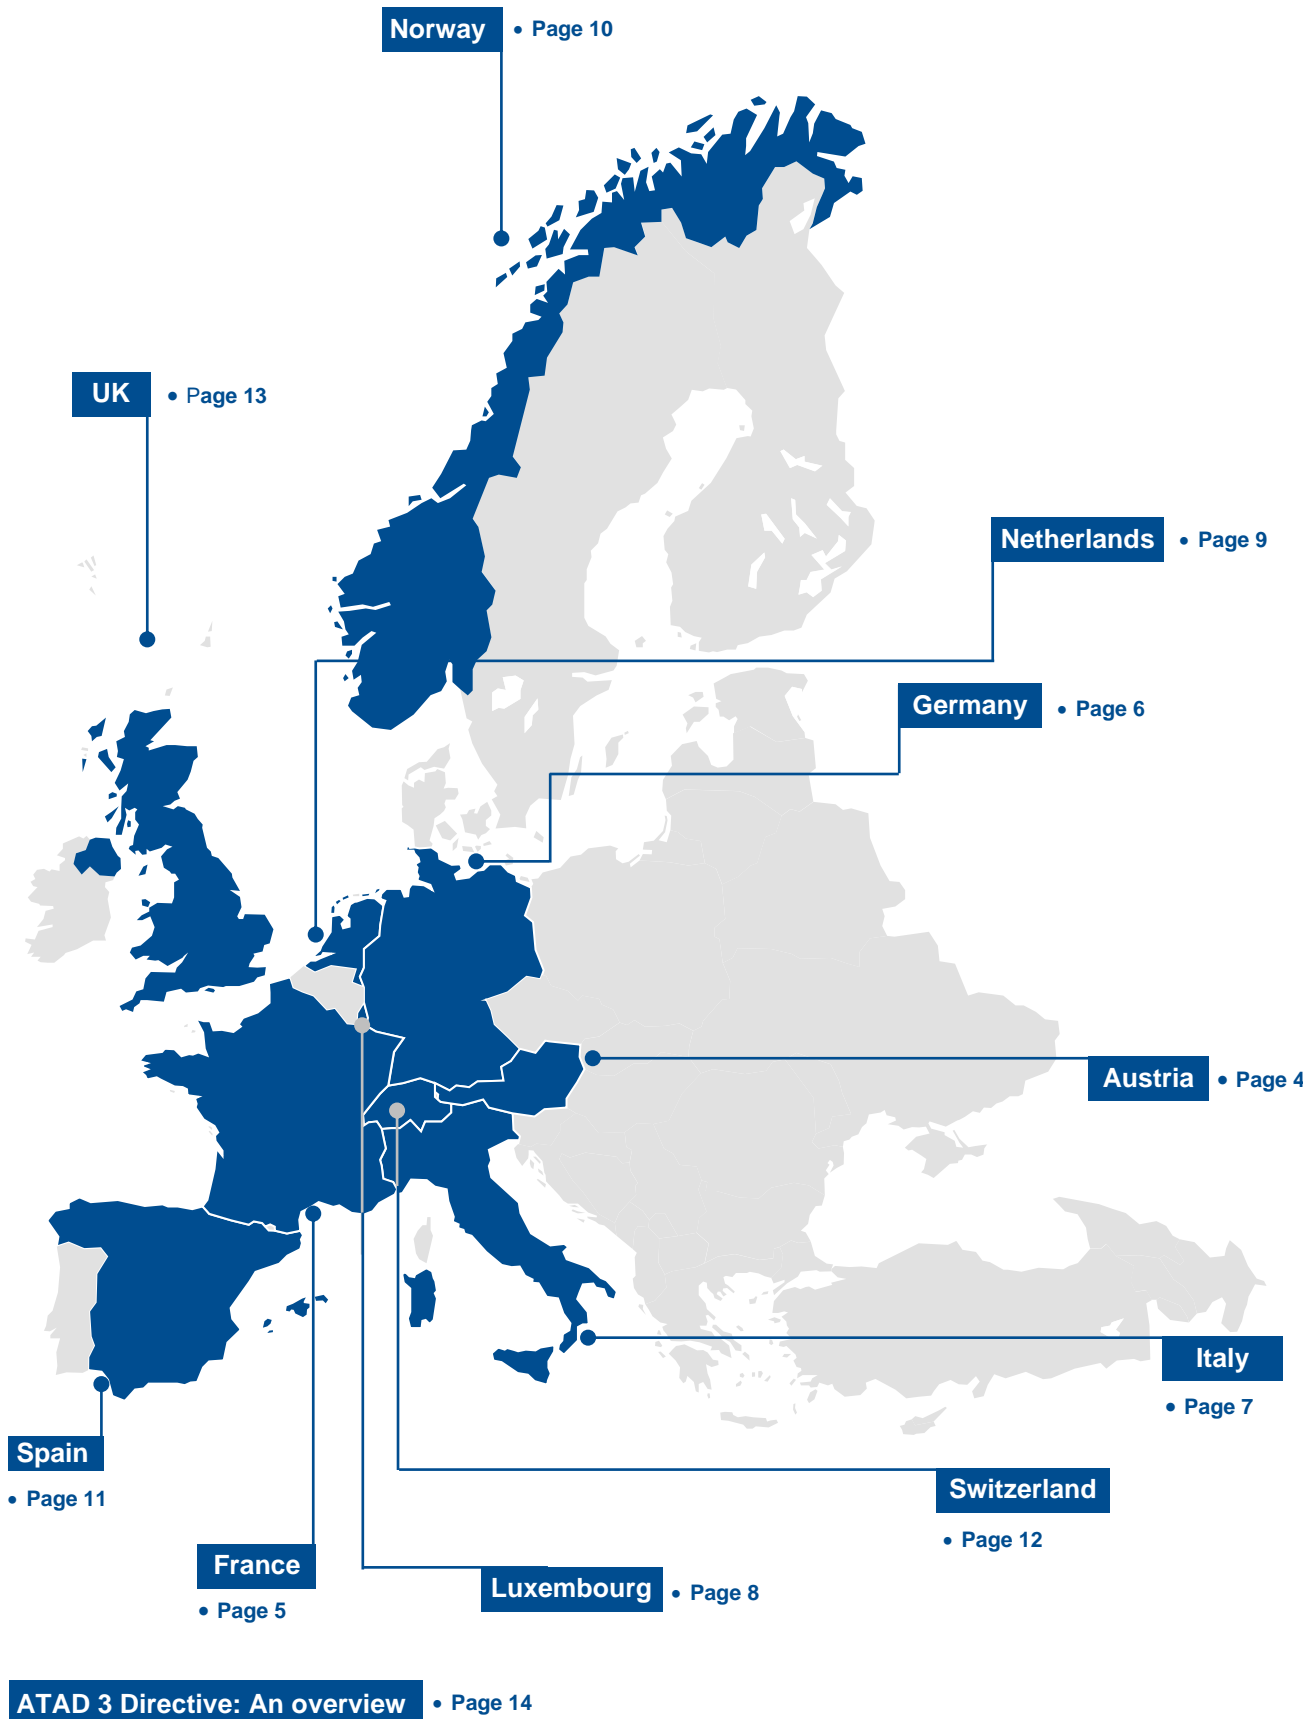 Norway • Page 10
UK • Page 13
Netherlands • Page 9
Germany • Page 6
Austria • Page 4
Italy
• Page 7
Spain
• Page 11
Switzerland
• Page 12
France
• Page 5
Luxembourg • Page 8
ATAD 3 Directive: An overview • Page 14